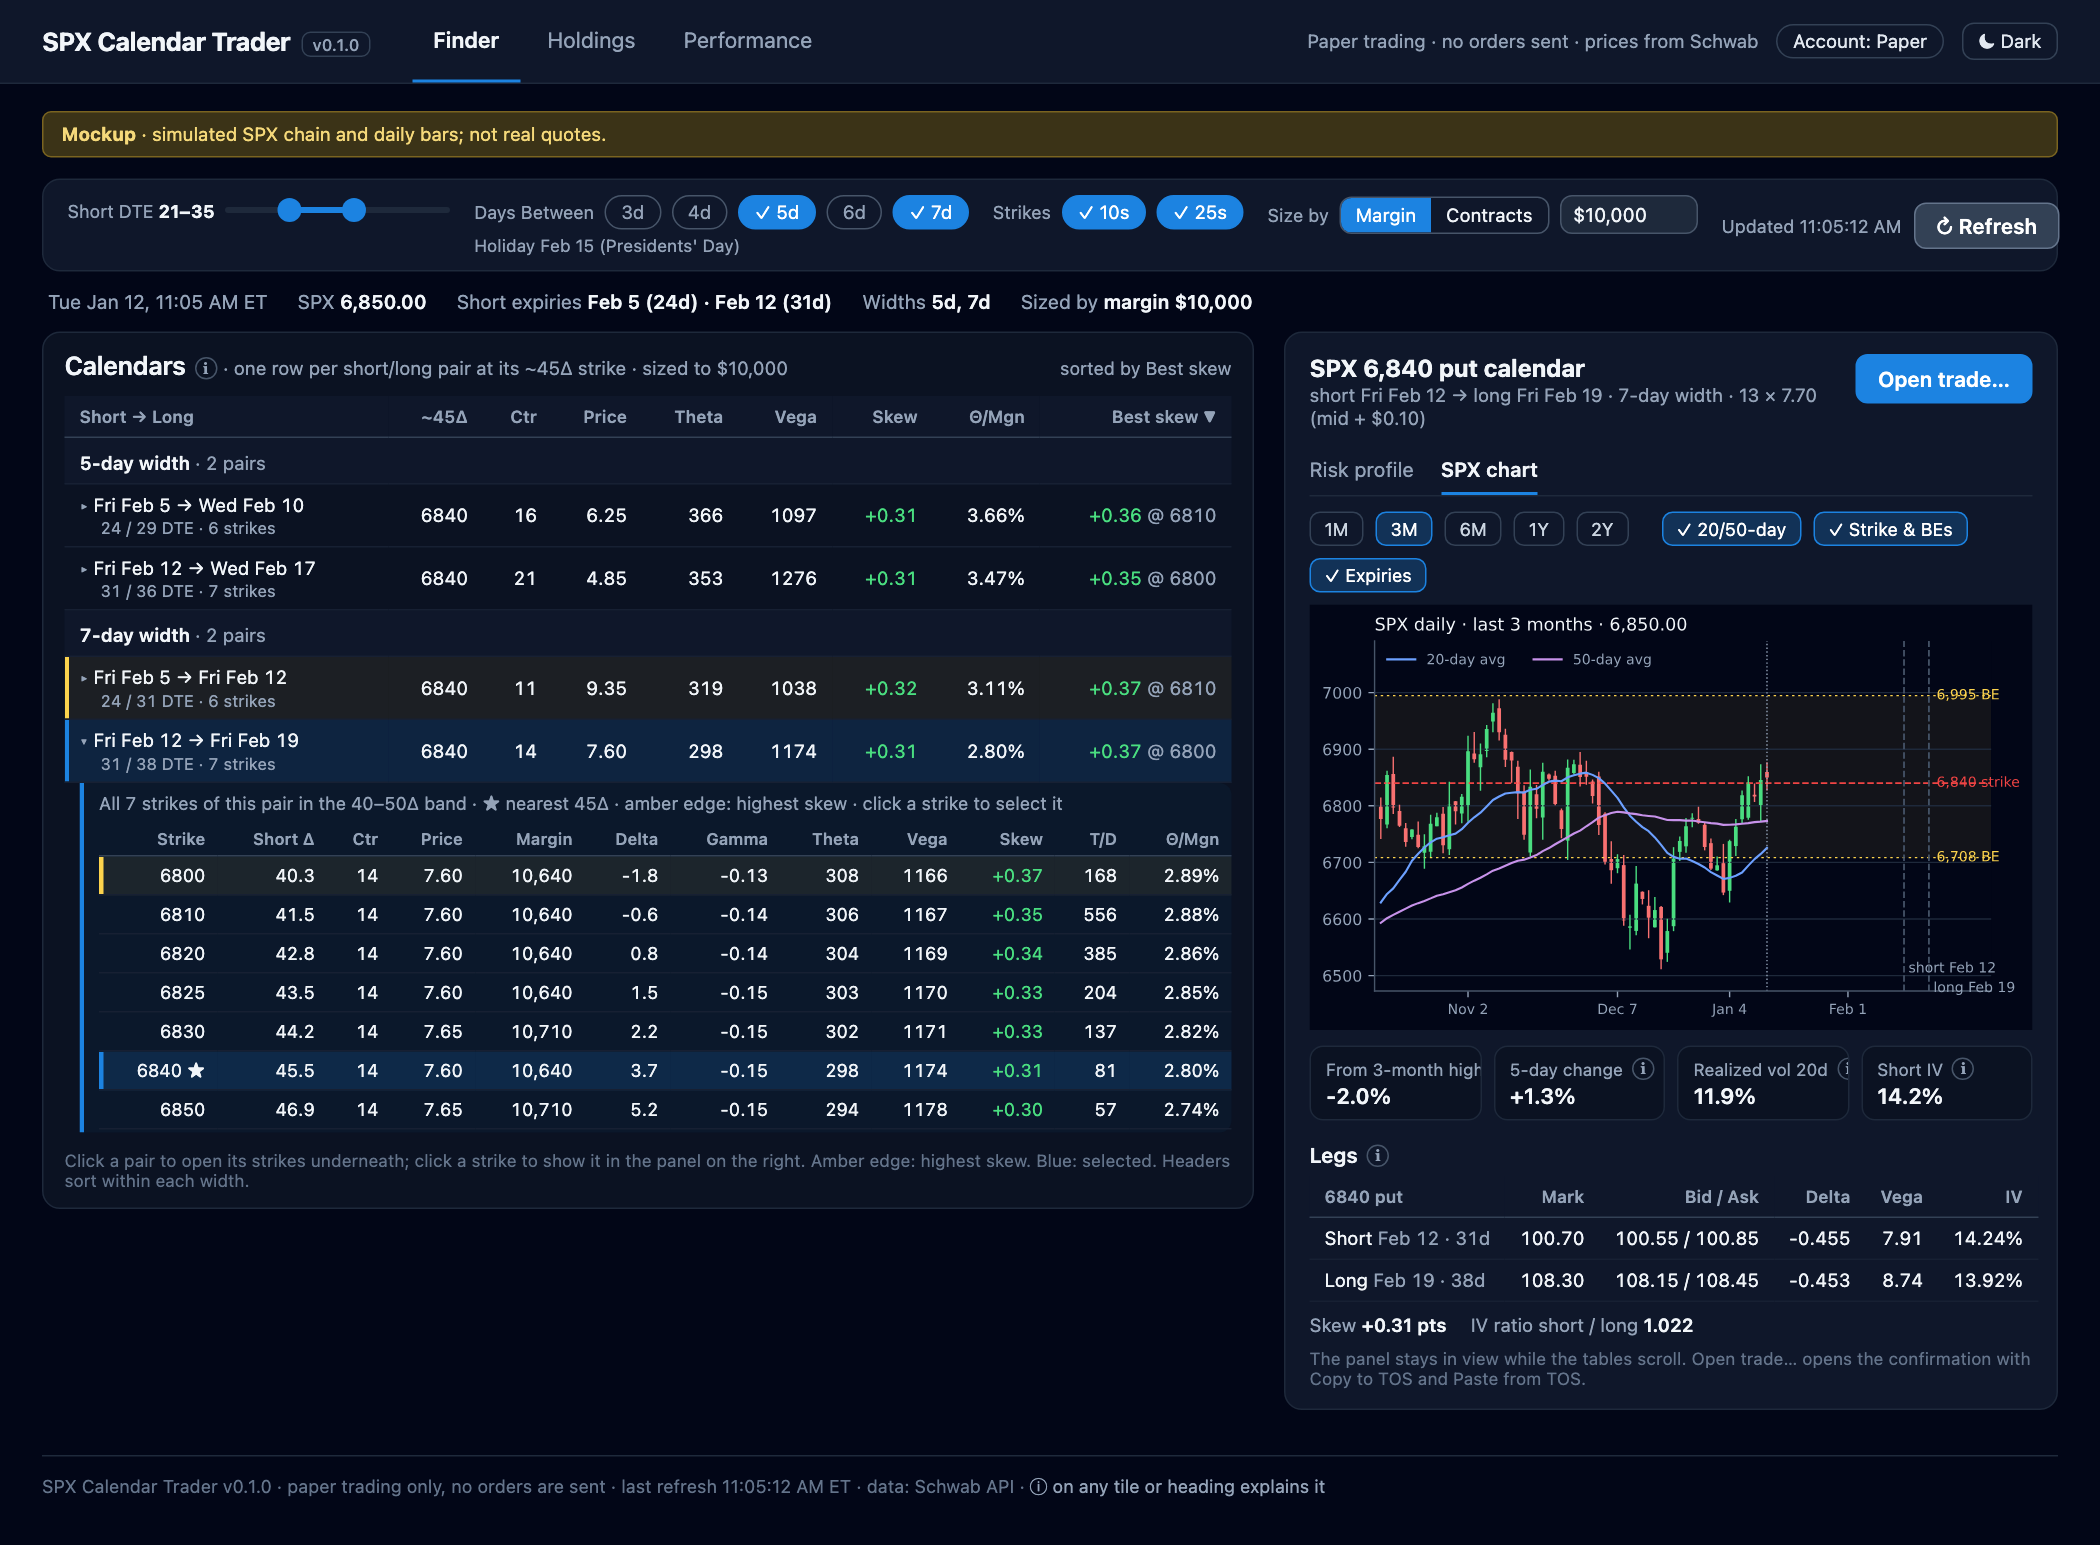 SPX Calendar Trader v0.1.0 Finder Holdings Performance Paper trading · no orders sent · prices from Schwab Account: Paper Dark
Mockup · simulated SPX chain and daily bars; not real quotes.
Short DTE 21–35 Days Between 3d 4d ✓ 5d 6d ✓ 7d Strikes ✓ 10s ✓ 25s Size by Margin Contracts $10,000 Updated 11:05:12 AM ↻ Refresh
Holiday Feb 15 (Presidents' Day)
Tue Jan 12, 11:05 AM ET SPX 6,850.00 Short expiries Feb 5 (24d) · Feb 12 (31d) Widths 5d, 7d Sized by margin $10,000
Calendars ⓘ · one row per short/long pair at its ~45Δ strike · sized to $10,000 sorted by Best skew
Short → Long ~45Δ Ctr Price Theta Vega Skew Θ/Mgn Best skew ▼
5-day width · 2 pairs
▸ Fri Feb 5 → Wed Feb 10 6840 16 6.25 366 1097 +0.31 3.66% +0.36 @ 6810
24 / 29 DTE · 6 strikes
▸ Fri Feb 12 → Wed Feb 17 6840 21 4.85 353 1276 +0.31 3.47% +0.35 @ 6800
31 / 36 DTE · 7 strikes
7-day width · 2 pairs
▸ Fri Feb 5 → Fri Feb 12 6840 11 9.35 319 1038 +0.32 3.11% +0.37 @ 6810
24 / 31 DTE · 6 strikes
▾ Fri Feb 12 → Fri Feb 19 6840 14 7.60 298 1174 +0.31 2.80% +0.37 @ 6800
31 / 38 DTE · 7 strikes
All 7 strikes of this pair in the 40–50Δ band · ★ nearest 45Δ · amber edge: highest skew · click a strike to select it
Strike Short Δ Ctr Price Margin Delta Gamma Theta Vega Skew T/D Θ/Mgn
6800 40.3 14 7.60 10,640 -1.8 -0.13 308 1166 +0.37 168 2.89%
6810 41.5 14 7.60 10,640 -0.6 -0.14 306 1167 +0.35 556 2.88%
6820 42.8 14 7.60 10,640 0.8 -0.14 304 1169 +0.34 385 2.86%
6825 43.5 14 7.60 10,640 1.5 -0.15 303 1170 +0.33 204 2.85%
6830 44.2 14 7.65 10,710 2.2 -0.15 302 1171 +0.33 137 2.82%
6840 ★ 45.5 14 7.60 10,640 3.7 -0.15 298 1174 +0.31 81 2.80%
6850 46.9 14 7.65 10,710 5.2 -0.15 294 1178 +0.30 57 2.74%
Click a pair to open its strikes underneath; click a strike to show it in the panel on the right. Amber edge: highest skew. Blue: selected. Headers
sort within each width.
SPX 6,840 put calendar Open trade...
short Fri Feb 12 → long Fri Feb 19 · 7-day width · 13 × 7.70
(mid + $0.10)
Risk profile SPX chart
1M 3M 6M 1Y 2Y ✓ 20/50-day ✓ Strike & BEs
✓ Expiries
SPX daily · last 3 months · 6,850.00
20-day avg 50-day avg
7000 6,995 BE
6900
6,840 strike
6800
6700 6,708 BE
6600
6500 short Feb 12
long Feb 19
Nov 2 Dec 7 Jan 4 Feb 1
From 3-month high 5-day change ⓘ Realized vol 20d ⓘ Short IV ⓘ
-2.0% +1.3% 11.9% 14.2%
Legs ⓘ
6840 put Mark Bid / Ask Delta Vega IV
Short Feb 12 · 31d 100.70 100.55 / 100.85 -0.455 7.91 14.24%
Long Feb 19 · 38d 108.30 108.15 / 108.45 -0.453 8.74 13.92%
Skew +0.31 pts IV ratio short / long 1.022
The panel stays in view while the tables scroll. Open trade... opens the confirmation with
Copy to TOS and Paste from TOS.
SPX Calendar Trader v0.1.0 · paper trading only, no orders are sent · last refresh 11:05:12 AM ET · data: Schwab API · ⓘ on any tile or heading explains it